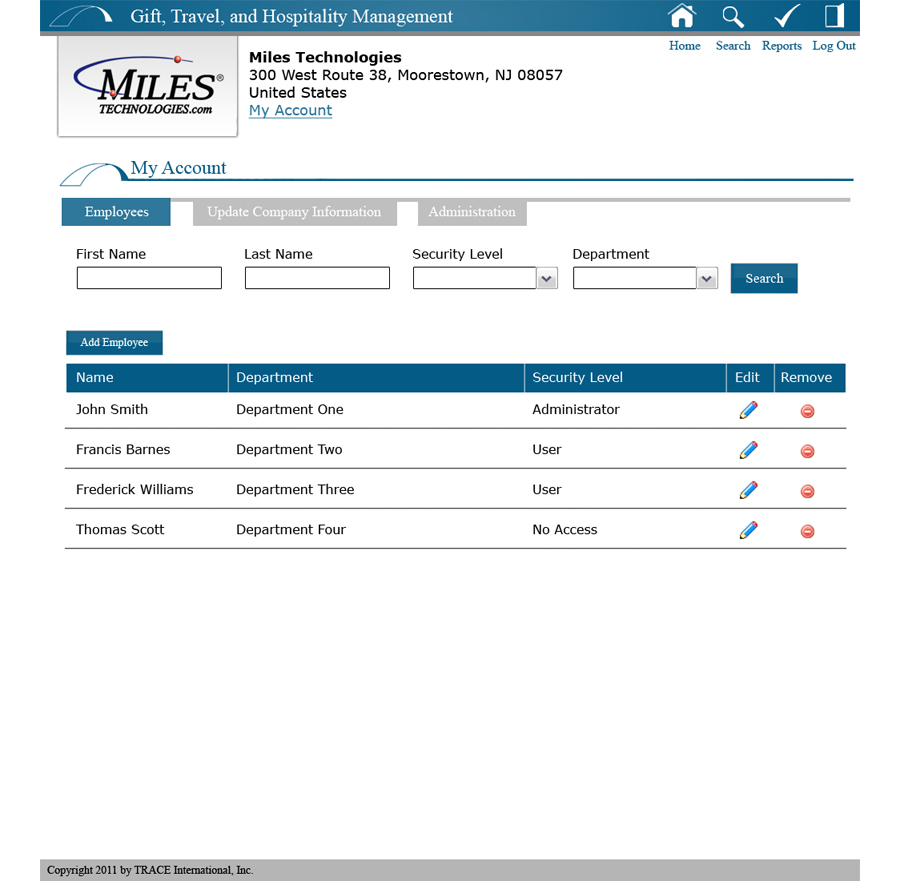 Gift, Travel, and Hospitality Management
Home Search Reports Log Out
MILES®
TECHNOLOGIES.com
Miles Technologies
300 West Route 38, Moorestown, NJ 08057
United States
My Account
My Account
Employees Update Company Information Administration
First Name Last Name Security Level Department
Search
Add Employee
Name Department Security Level Edit Remove
John Smith Department One Administrator
Francis Barnes Department Two User
Frederick Williams Department Three User
Thomas Scott Department Four No Access
Copyright 2011 by TRACE International, Inc.